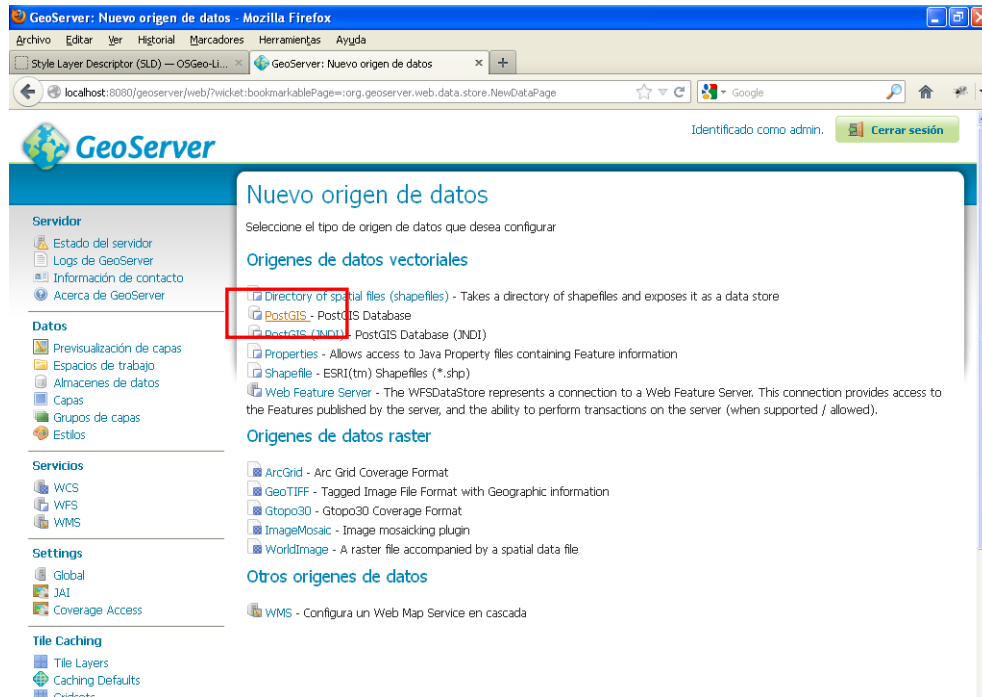 GeoServer: Nuevo origen de datos - Mozilla Firefox
Archivo Editar Ver Historial Marcadores Herramientas Ayuda
Style Layer Descriptor (SLD) — OSGeo-Li...
GeoServer: Nuevo origen de datos
localhost:8080/geoserver/web/?wicket:bookmarkablePage=:org.geoserver.web.data.store.NewDataPage
Google
GeoServer
Identificado como admin.
Cerrar sesión
Servidor
Estado del servidor
Logs de GeoServer
Información de contacto
Acerca de GeoServer
Datos
Previsualización de capas
Espacios de trabajo
Almacenes de datos
Capas
Grupos de capas
Estilos
Servicios
WCS
WFS
WMS
Settings
Global
JAI
Coverage Access
Tile Caching
Tile Layers
Caching Defaults
Gridsets
Nuevo origen de datos
Seleccione el tipo de origen de datos que desea configurar
Origenes de datos vectoriales
Directory of spatial files (shapefiles) - Takes a directory of shapefiles and exposes it as a data store
PostGIS - PostGIS Database
PostGIS (JNDI) - PostGIS Database (JNDI)
Properties - Allows access to Java Property files containing Feature information
Shapefile - ESRI(tm) Shapefiles (*.shp)
Web Feature Server - The WFSDataStore represents a connection to a Web Feature Server. This connection provides access to
the Features published by the server, and the ability to perform transactions on the server (when supported / allowed).
Origenes de datos raster
ArcGrid - Arc Grid Coverage Format
GeoTIFF - Tagged Image File Format with Geographic information
Gtopo30 - Gtopo30 Coverage Format
ImageMosaic - Image mosaicking plugin
WorldImage - A raster file accompanied by a spatial data file
Otros origenes de datos
WMS - Configura un Web Map Service en cascada